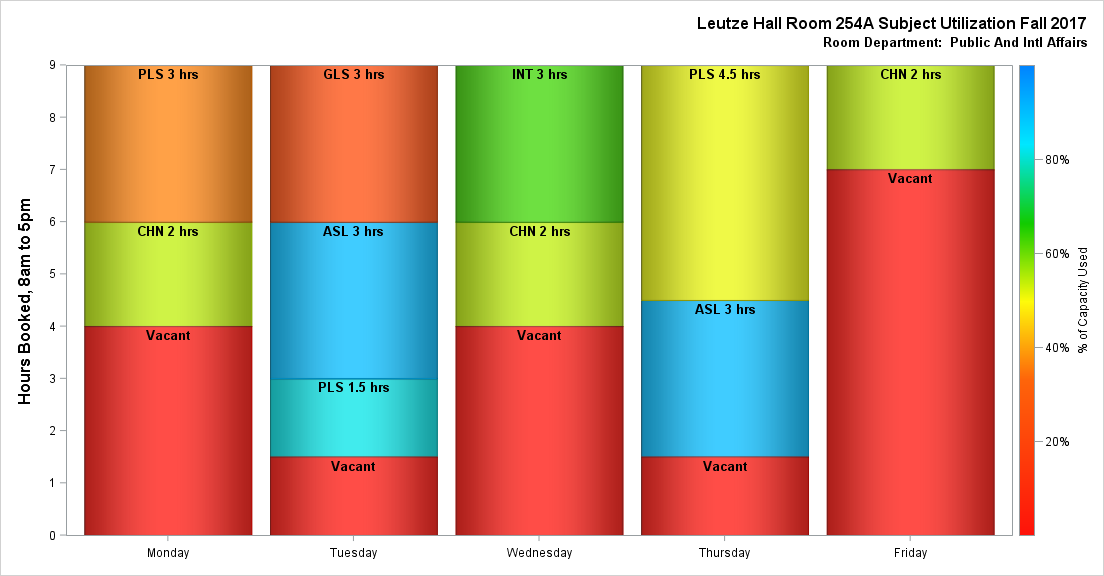 Leutze Hall Room 254A Subject Utilization Fall 2017
Room Department:  Public And Intl Affairs
Hours Booked, 8am to 5pm
9
8
7
6
5
4
3
2
1
0
PLS 3 hrs
CHN 2 hrs
Vacant
GLS 3 hrs
ASL 3 hrs
PLS 1.5 hrs
Vacant
INT 3 hrs
CHN 2 hrs
Vacant
PLS 4.5 hrs
ASL 3 hrs
Vacant
CHN 2 hrs
Vacant
Monday
Tuesday
Wednesday
Thursday
Friday
80%
60%
40%
20%
% of Capacity Used